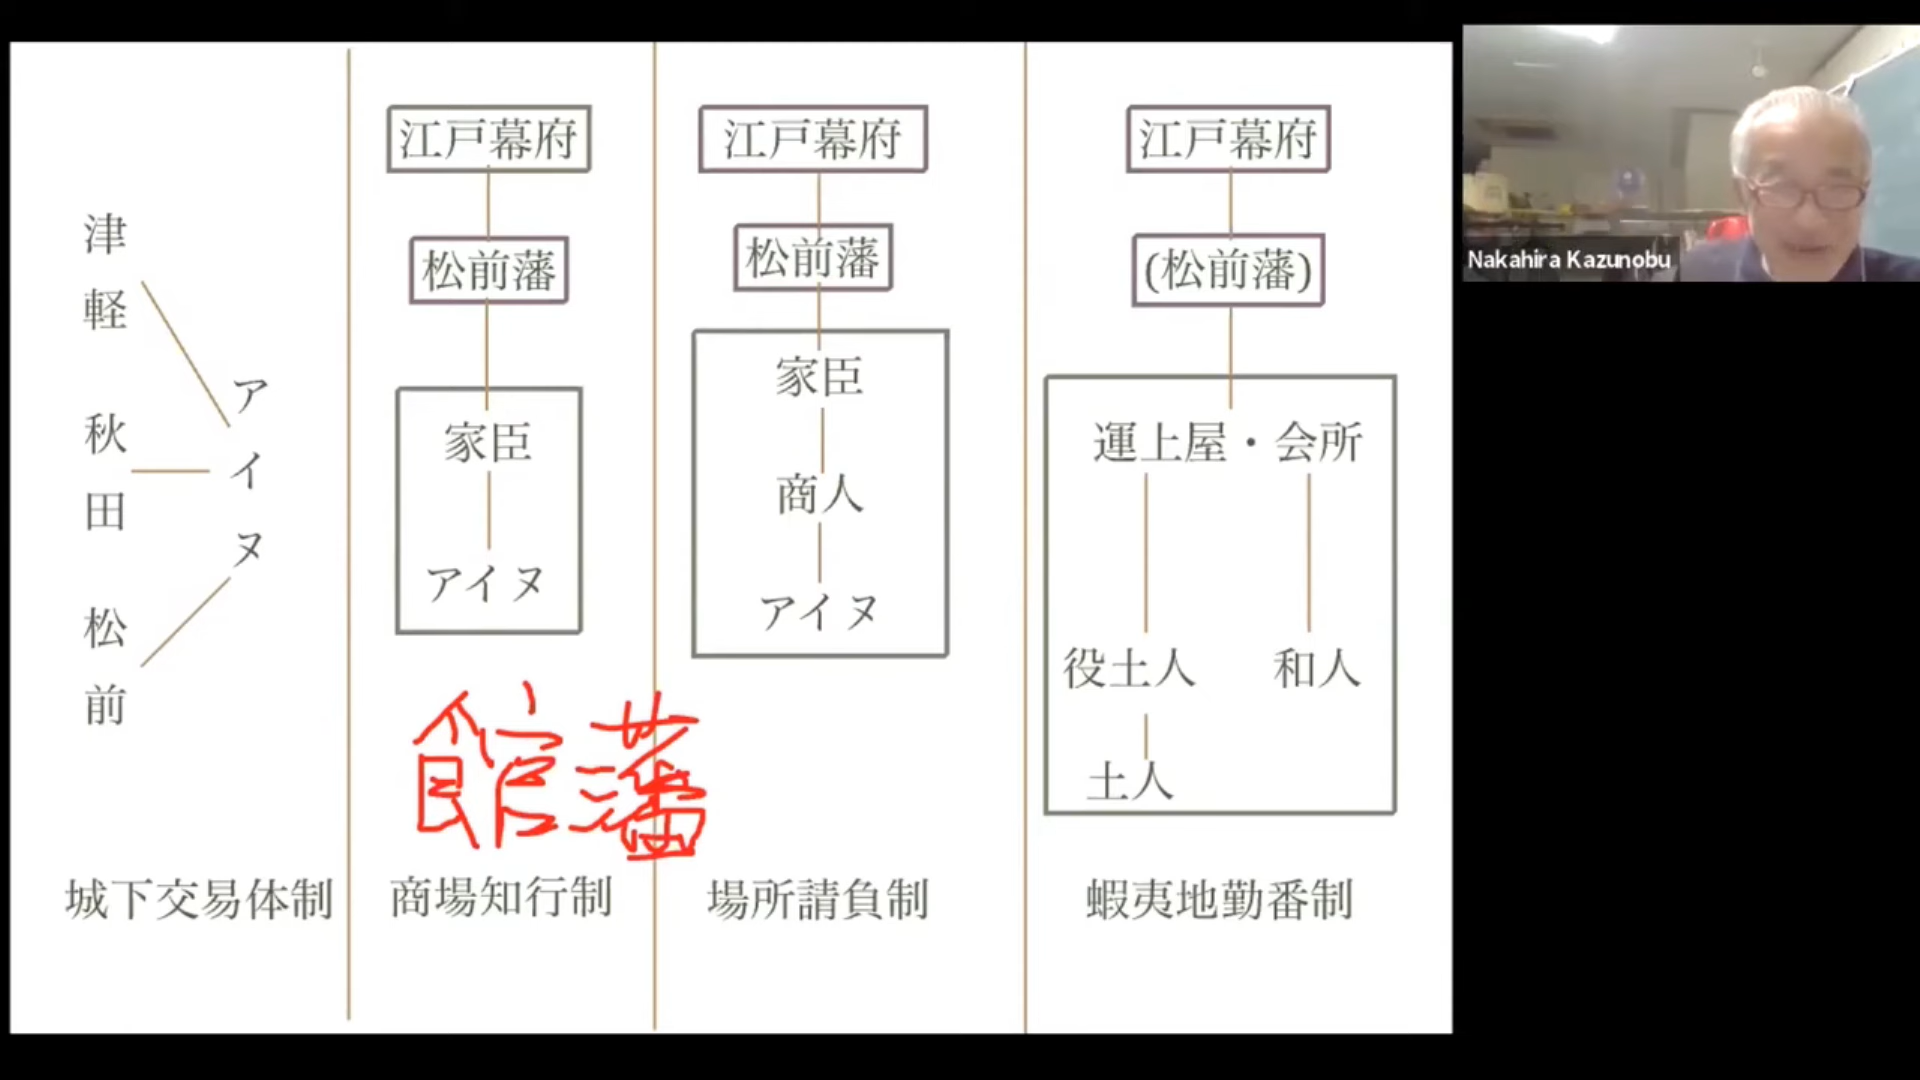 津軽
秋田
松前
アイヌ
城下交易体制
江戸幕府
松前藩
家臣
アイヌ
商場知行制
館藩
江戸幕府
松前藩
家臣
商人
アイヌ
場所請負制
江戸幕府
(松前藩)
運上屋・会所
役土人 和人
土人
蝦夷地勤番制
Nakahira Kazunobu